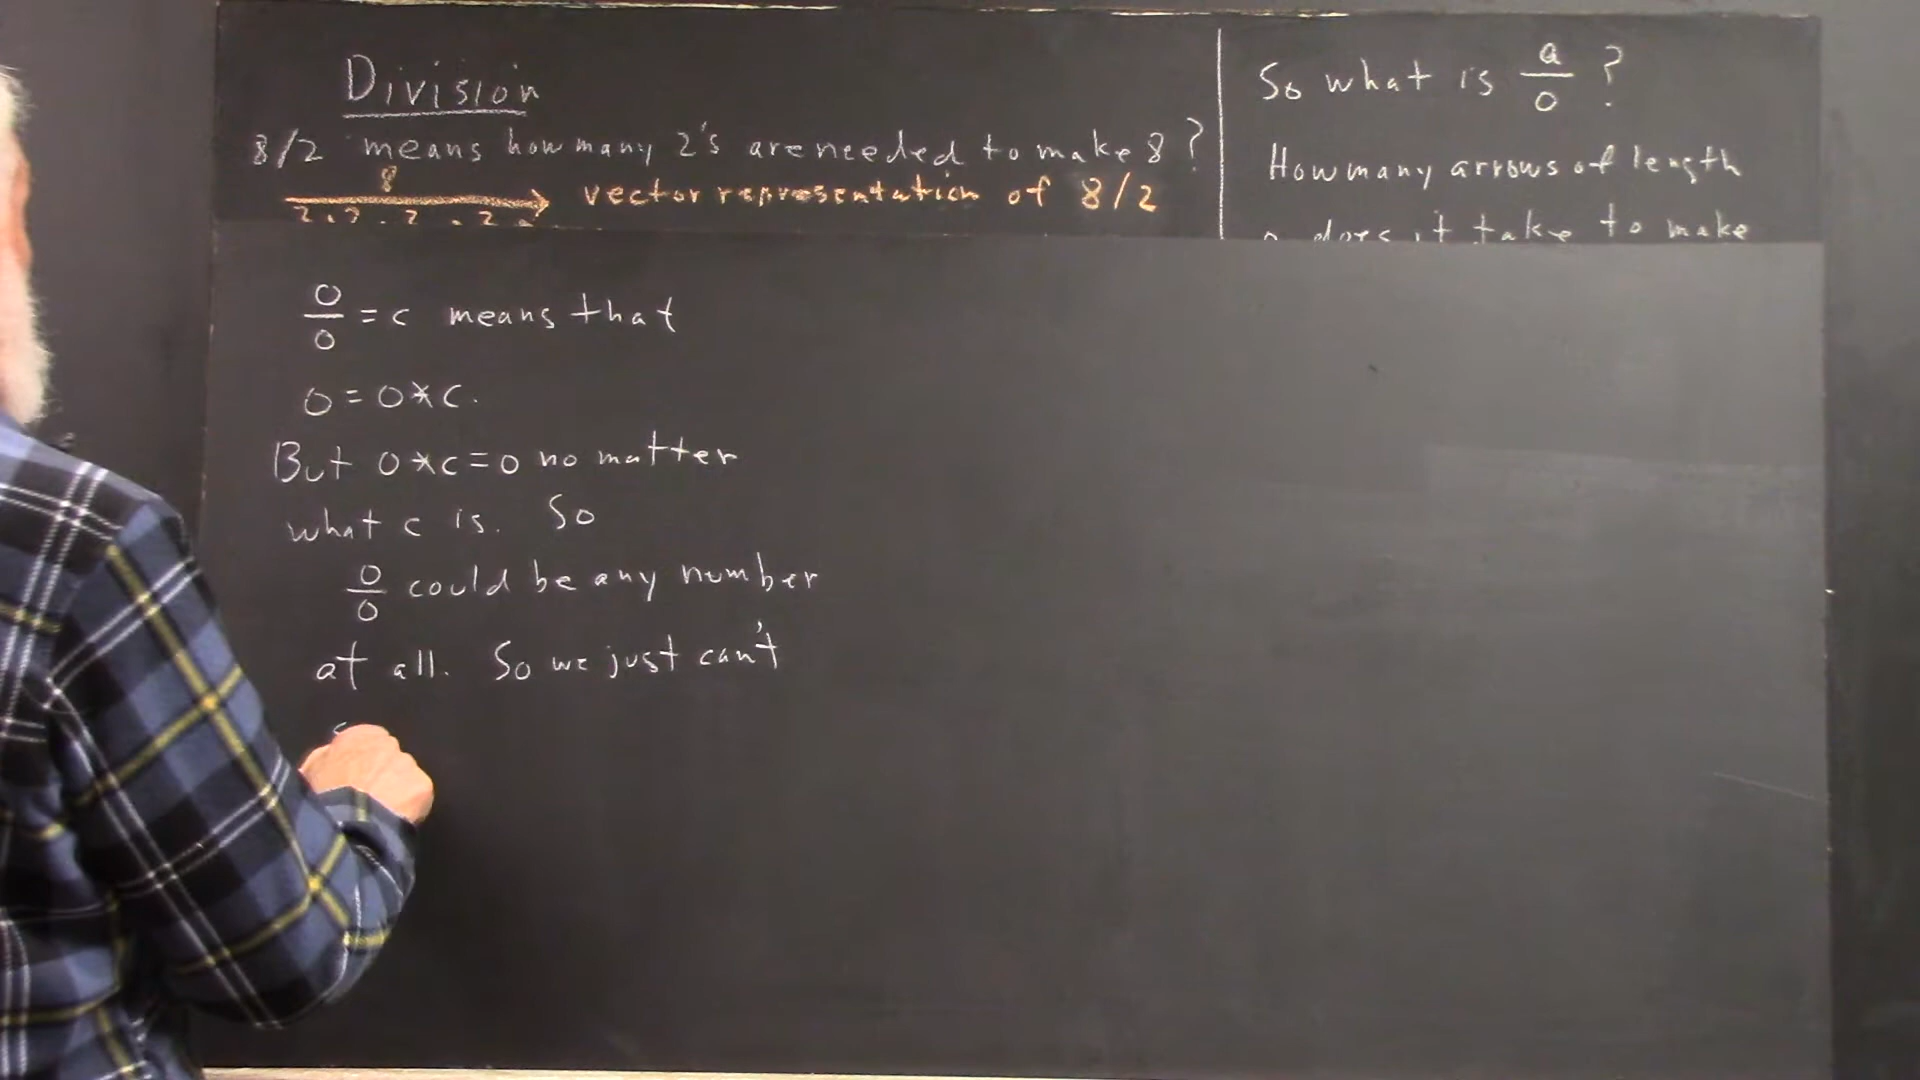 Division
8/2 means how many 2's are needed to make 8?
8
vector representation of 8/2
2 . 2 . 2 . 2
So what is a/0 ?
How many arrows of length
does it take to make
0/0 = c means that
0 = 0*c.
But 0*c = 0 no matter
what c is. So
0/0 could be any number
at all. So we just can't